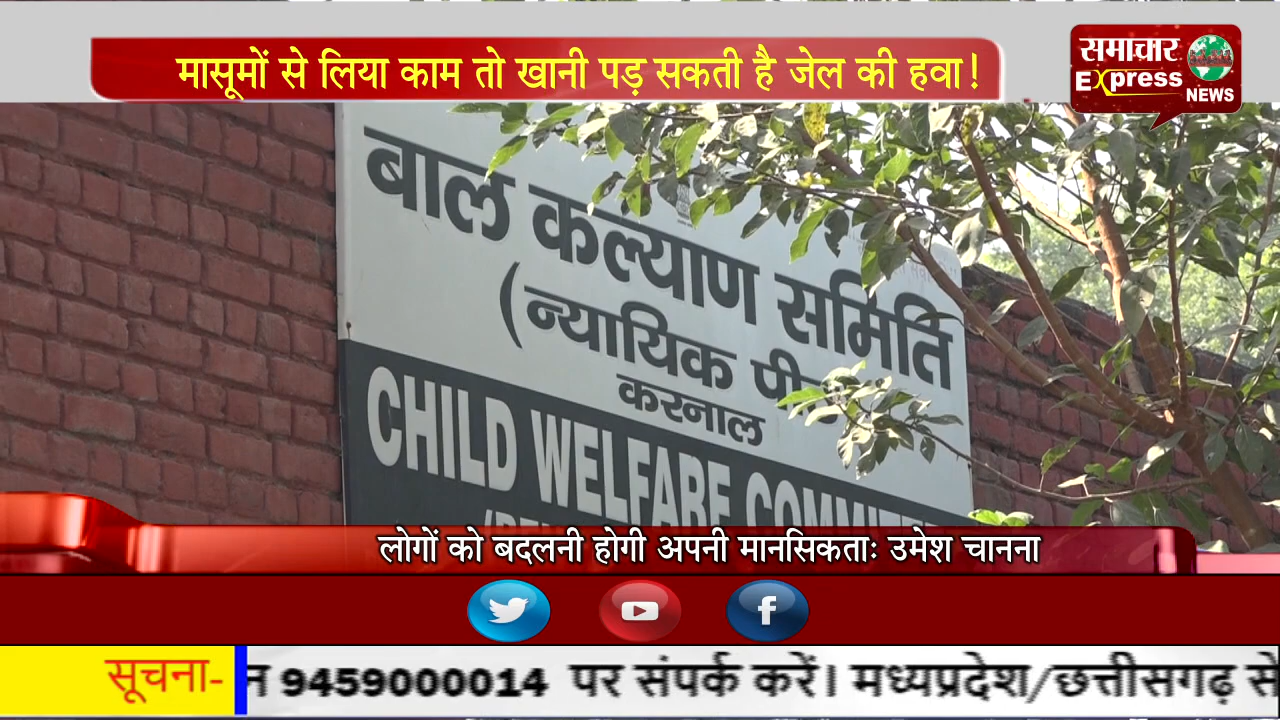 मासूमों से लिया काम तो खानी पड़ सकती है जेल की हवा!
समाचार
Express
NEWS
बाल कल्याण समिति
(न्यायिक
करनाल
CHILD WELFARE COMMITTEE
लोगों को बदलनी होगी अपनी मानसिकताः उमेश चानना
सूचना- न 9459000014 पर संपर्क करें। मध्यप्रदेश/छत्तीसगढ़ से